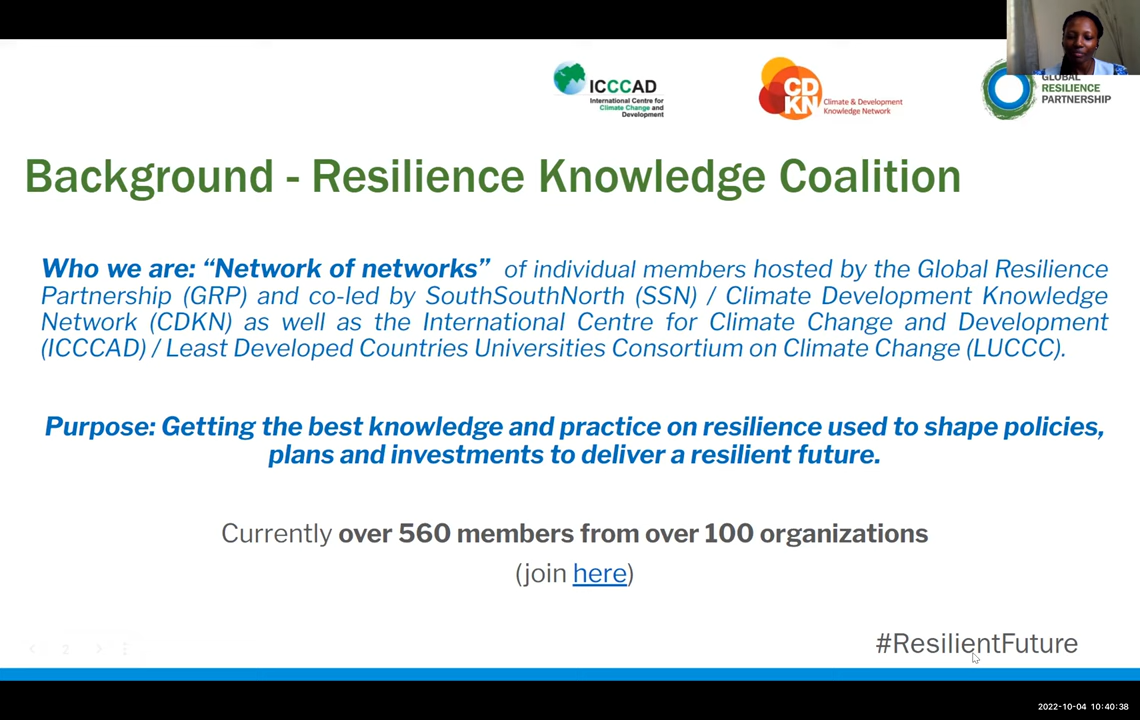 ICCCAD
International Centre for
Climate Change and
Development
CD
KN
Climate & Development
Knowledge Network
GLOBAL
RESILIENCE
PARTNERSHIP
Background - Resilience Knowledge Coalition
Who we are: “Network of networks” of individual members hosted by the Global Resilience
Partnership (GRP) and co-led by SouthSouthNorth (SSN) / Climate Development Knowledge
Network (CDKN) as well as the International Centre for Climate Change and Development
(ICCCAD) / Least Developed Countries Universities Consortium on Climate Change (LUCCC).
Purpose: Getting the best knowledge and practice on resilience used to shape policies,
plans and investments to deliver a resilient future.
Currently over 560 members from over 100 organizations
(join here)
#ResilientFuture
2
2022-10-04 10:40:38